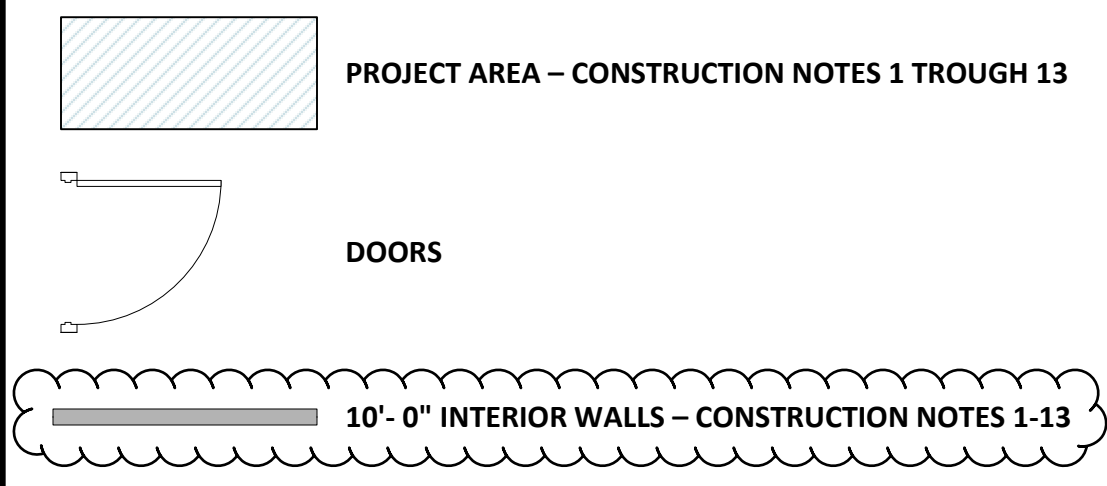 PROJECT AREA – CONSTRUCTION NOTES 1 TROUGH 13
DOORS
10'- 0" INTERIOR WALLS – CONSTRUCTION NOTES 1-13